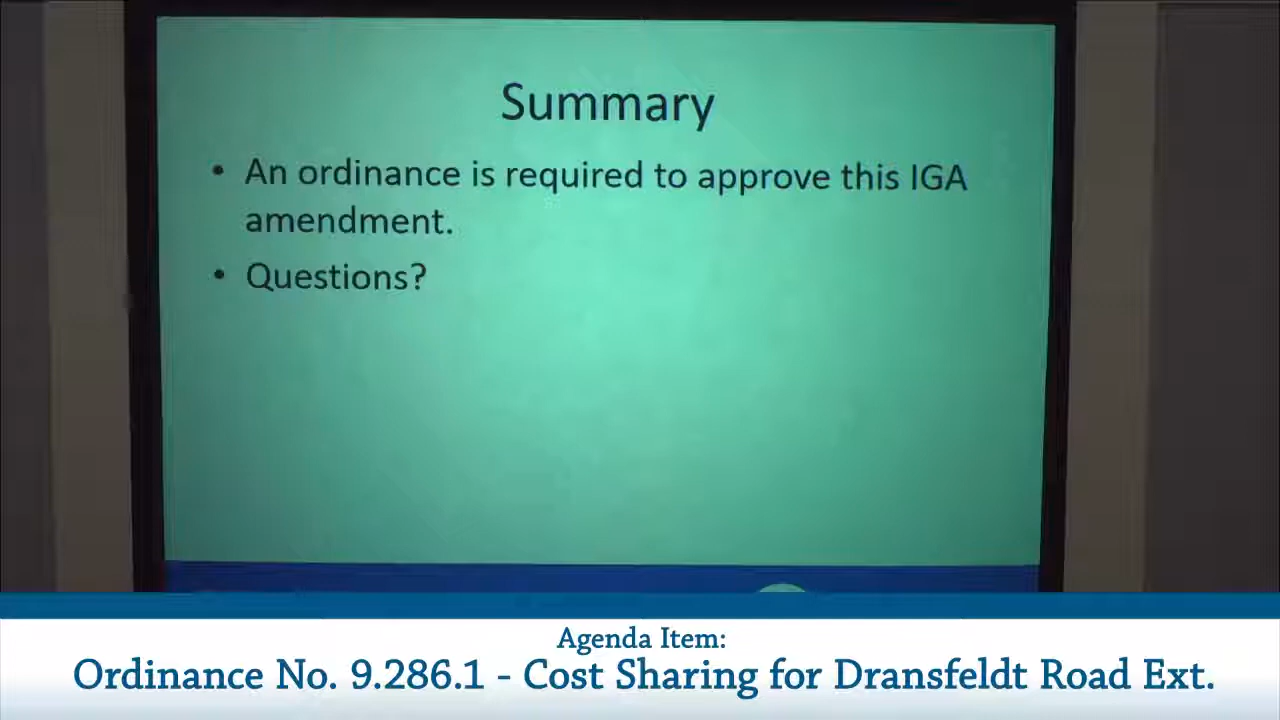 Summary
• An ordinance is required to approve this IGA
amendment.
• Questions?
Agenda Item:
Ordinance No. 9.286.1 - Cost Sharing for Dransfeldt Road Ext.